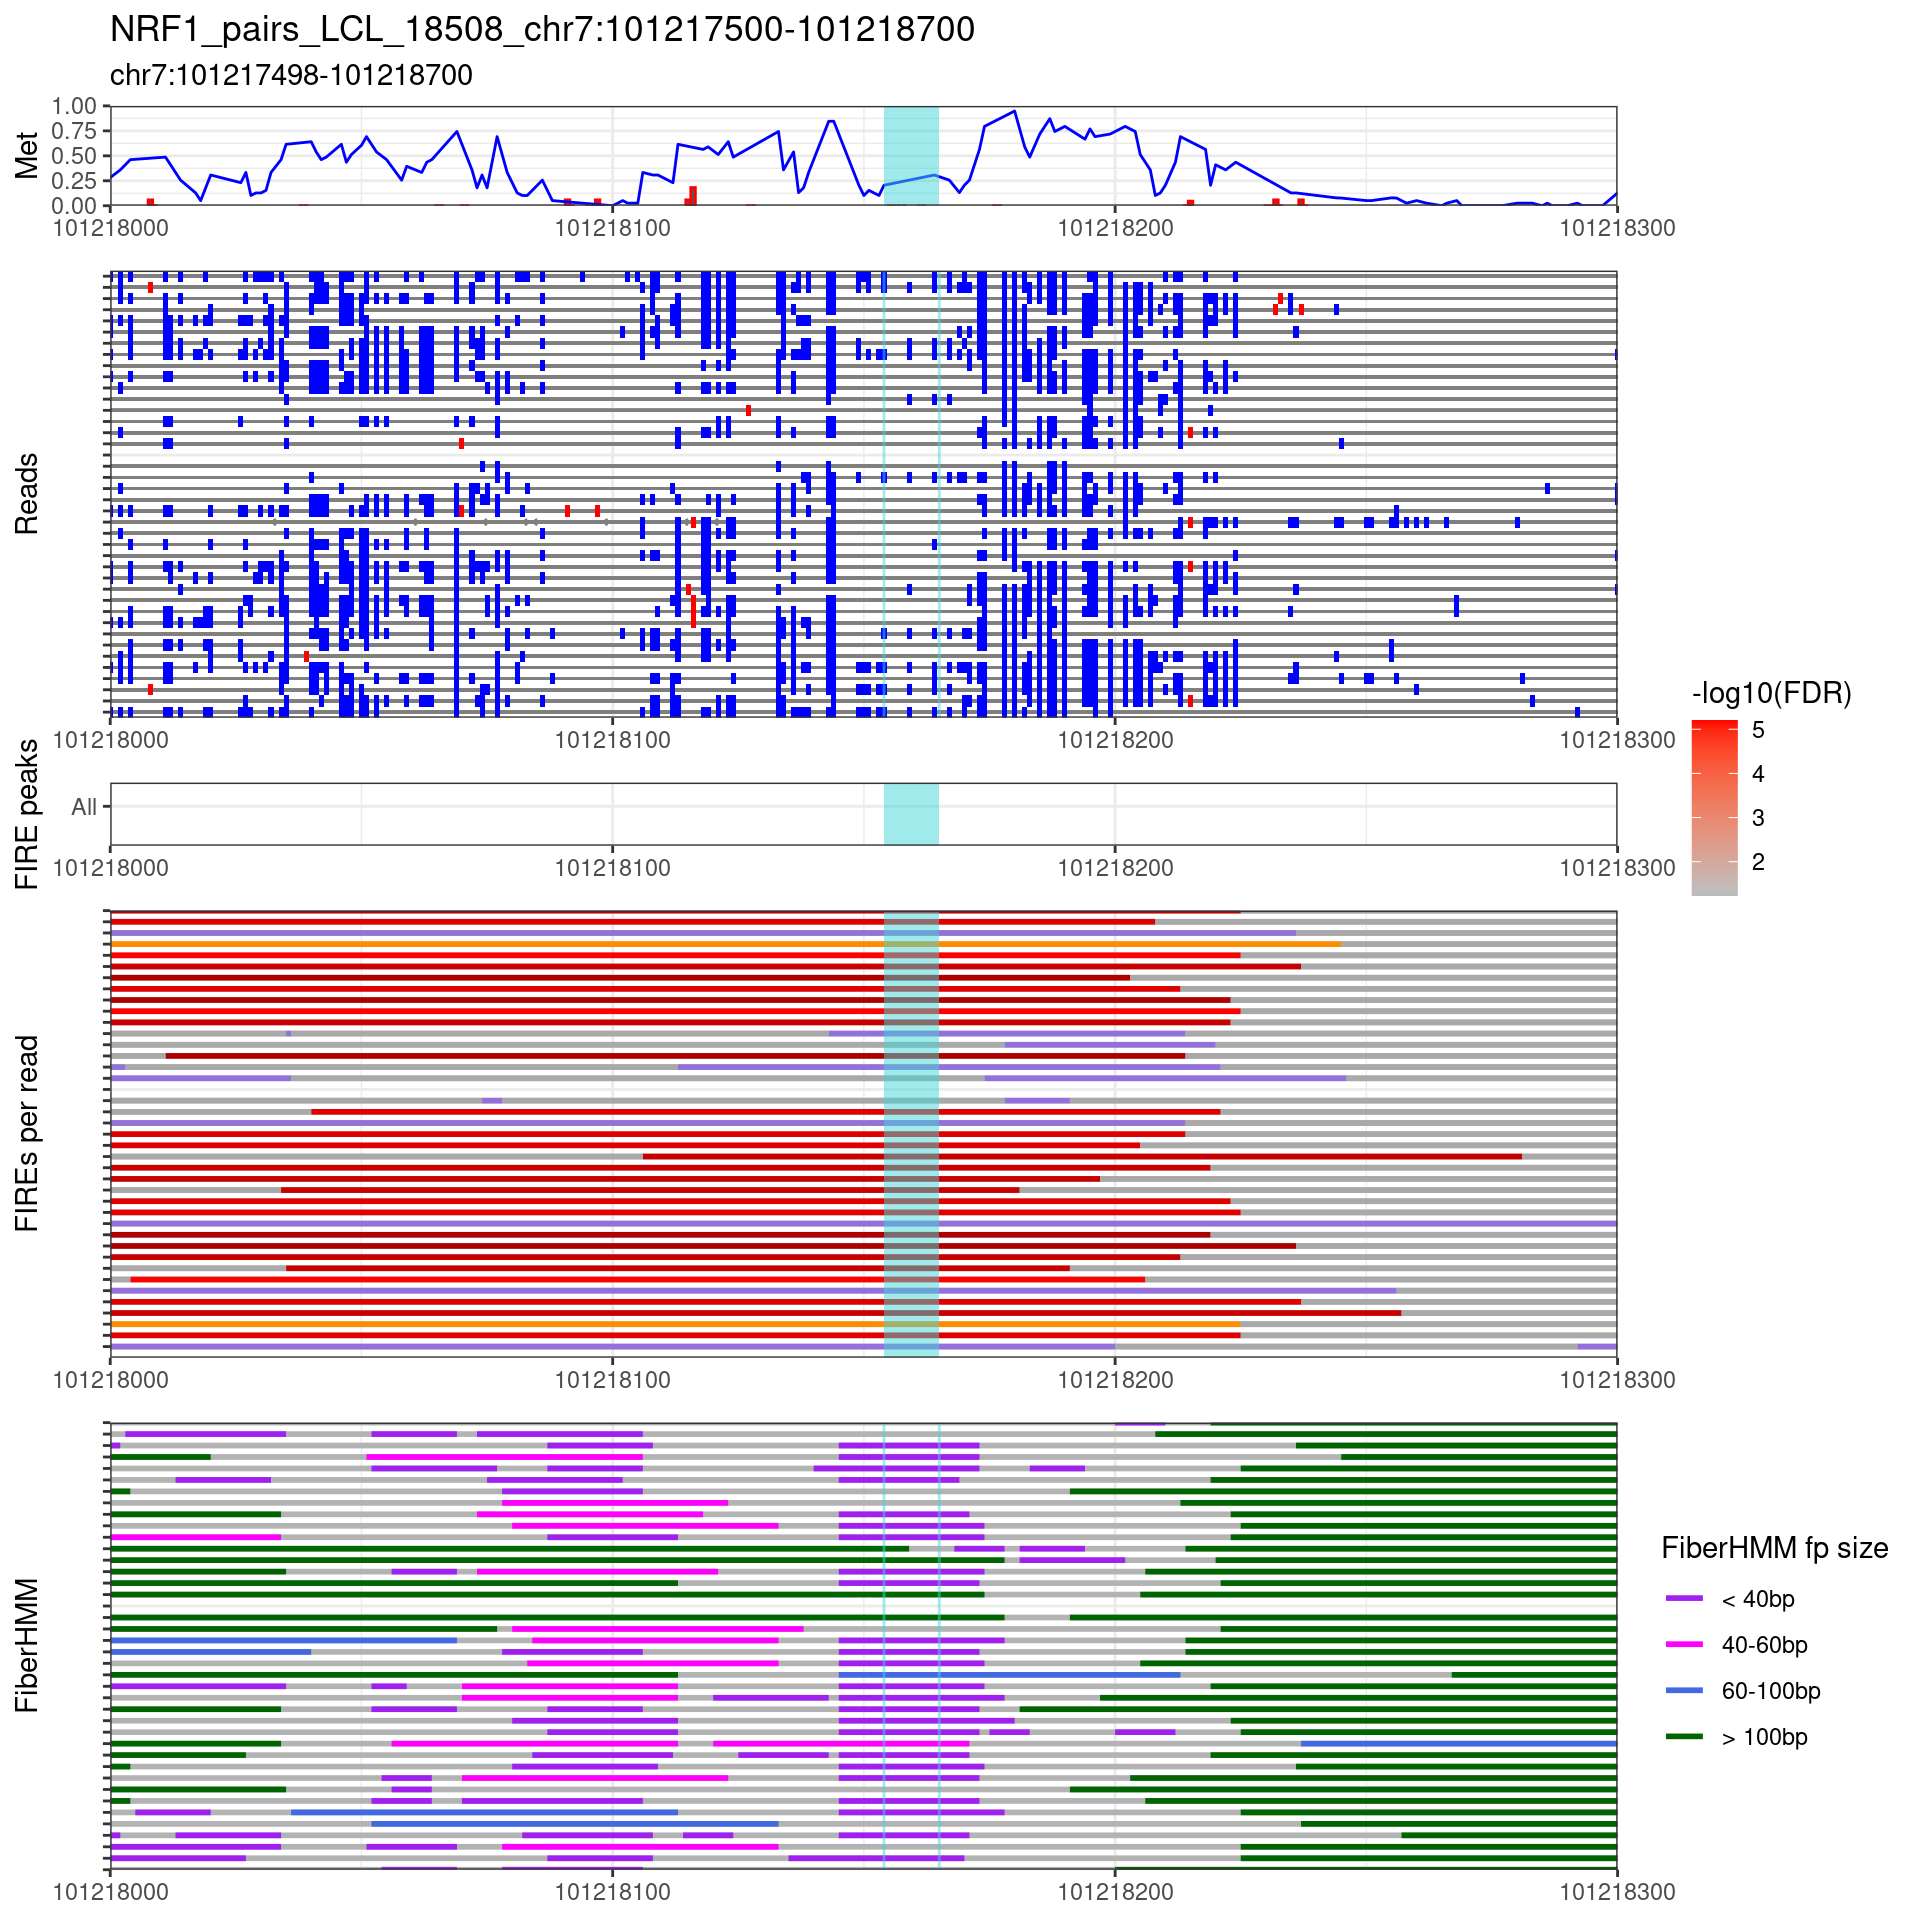 NRF1_pairs_LCL_18508_chr7:101217500-101218700
chr7:101217498-101218700
Met
1.00
0.75
0.50
0.25
0.00
101218000
101218100
101218200
101218300
Reads
101218000
101218100
101218200
101218300
-log10(FDR)
5
4
3
2
FIRE peaks
All
101218000
101218100
101218200
101218300
FIREs per read
101218000
101218100
101218200
101218300
FiberHMM
101218000
101218100
101218200
101218300
FiberHMM fp size
< 40bp
40-60bp
60-100bp
> 100bp